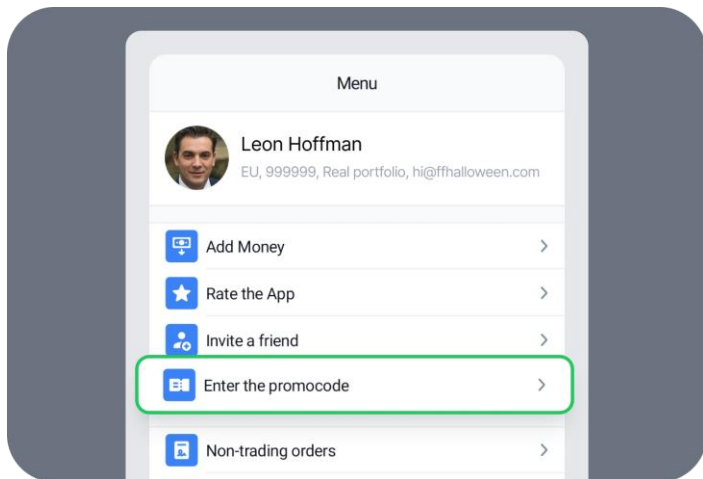 Menu
Leon Hoffman
EU, 999999, Real portfolio, hi@ffhalloween.com
Add Money
Rate the App
Invite a friend
Enter the promocode
Non-trading orders